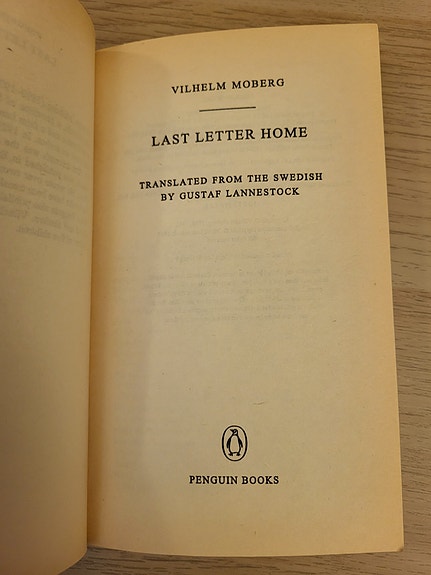 VILHELM MOBERG
LAST LETTER HOME
TRANSLATED FROM THE SWEDISH
BY GUSTAF LANNESTOCK
PENGUIN BOOKS